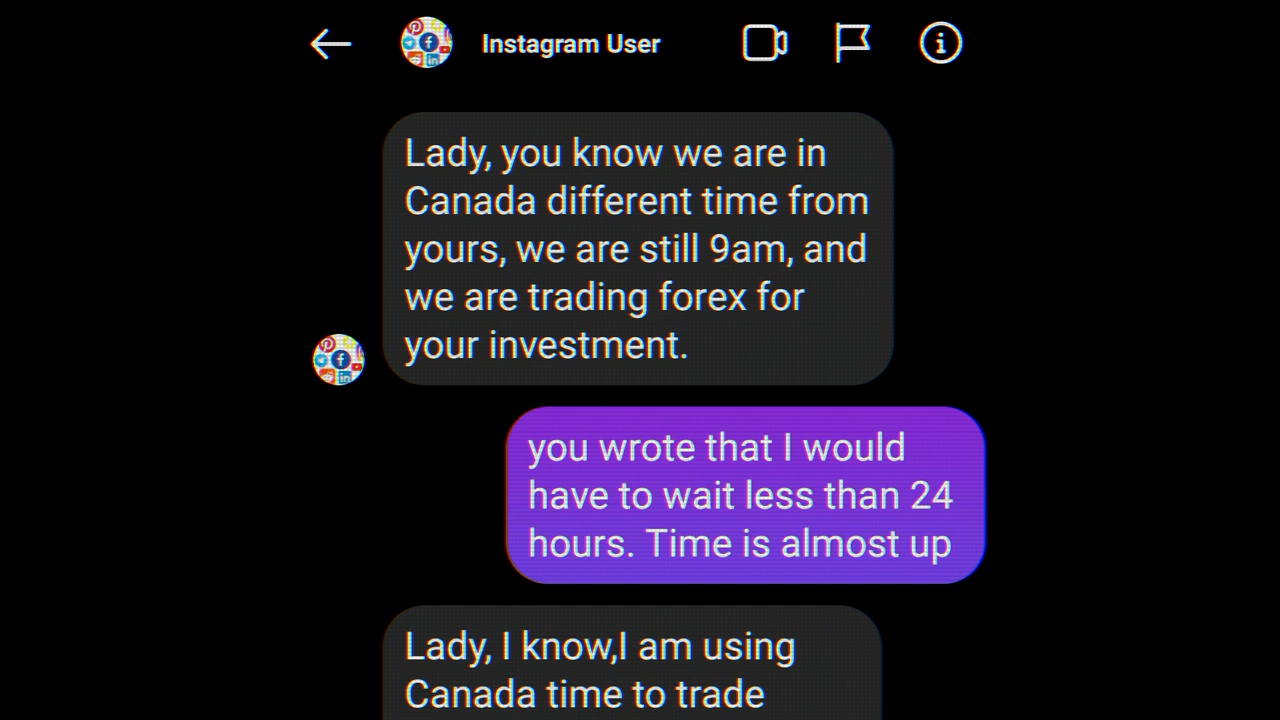 Instagram User
Lady, you know we are in
Canada different time from
yours, we are still 9am, and
we are trading forex for
your investment.
you wrote that I would
have to wait less than 24
hours. Time is almost up
Lady, I know,I am using
Canada time to trade